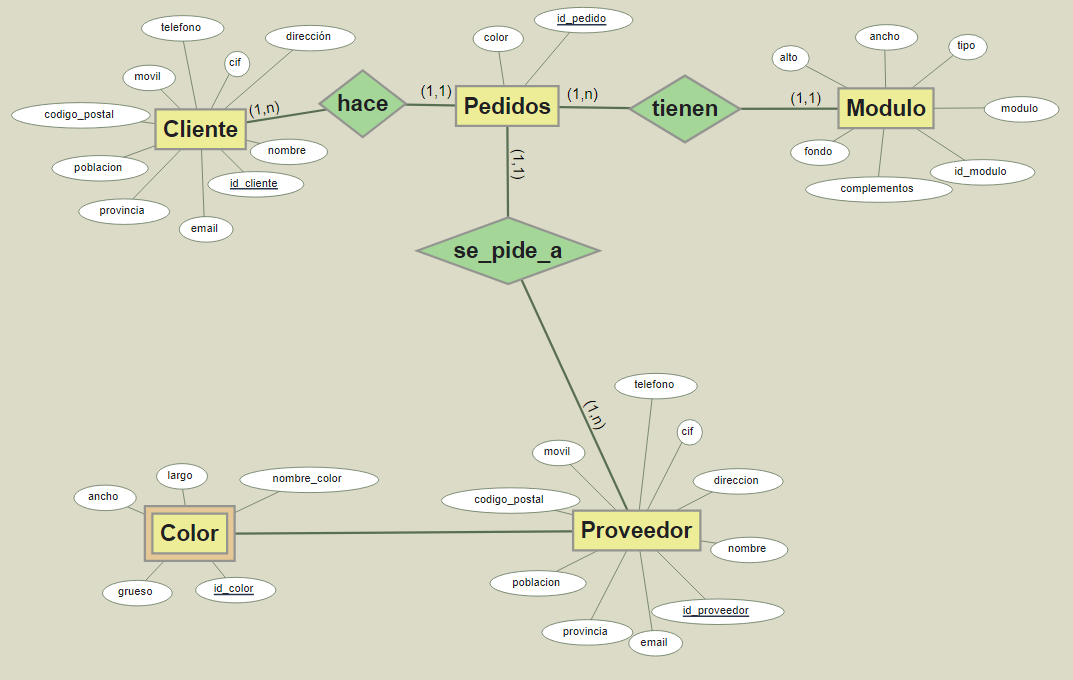 id_pedido
telefono
color
dirección
ancho
tipo
alto
cif
movil
hace
(1,1)
Pedidos
(1,n)
tienen
(1,1)
Modulo
modulo
codigo_postal
(1,n)
Cliente
nombre
fondo
(1,1)
poblacion
id_cliente
id_modulo
complementos
provincia
email
se_pide_a
telefono
(1,n)
cif
movil
largo
nombre_color
direccion
ancho
codigo_postal
Color
Proveedor
nombre
poblacion
grueso
id_color
id_proveedor
provincia
email